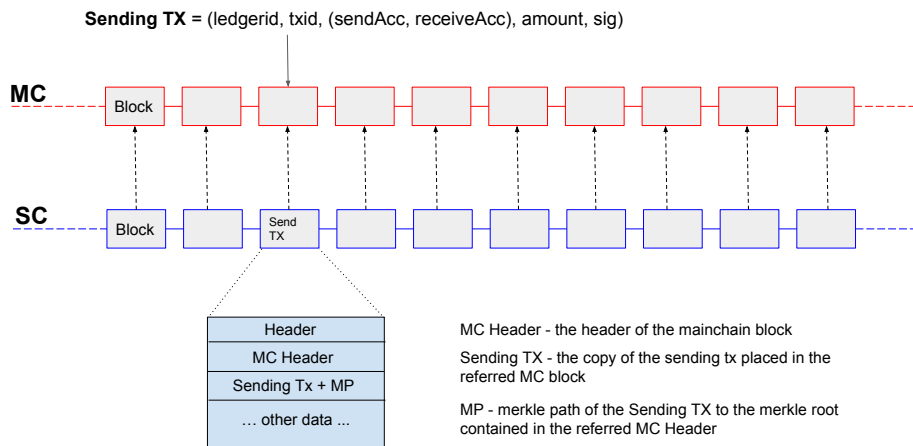 Sending TX = (ledgerid, txid, (sendAcc, receiveAcc), amount, sig)
MC
Block
SC
Block
Send
TX
Header
MC Header
Sending Tx + MP
... other data ...
MC Header - the header of the mainchain block
Sending TX - the copy of the sending tx placed in the
referred MC block
MP - merkle path of the Sending TX to the merkle root
contained in the referred MC Header